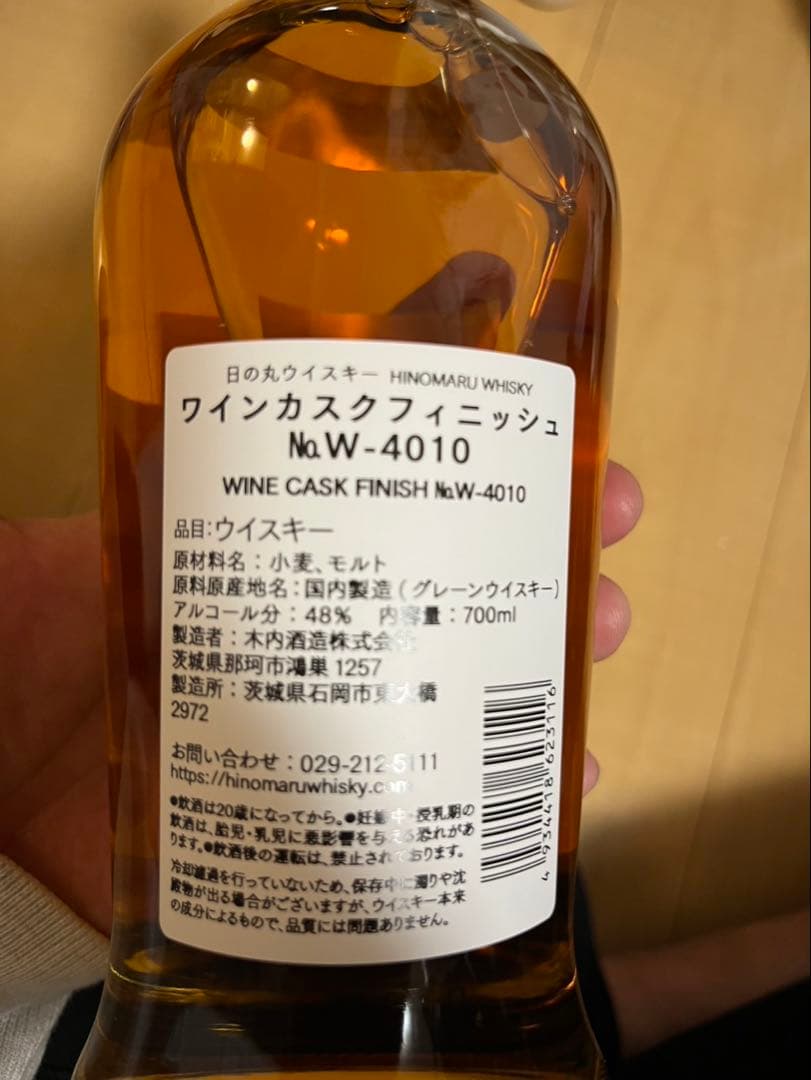 日の丸ウイスキー HINOMARU WHISKY
ワインカスクフィニッシュ
№W-4010
WINE CASK FINISH №W-4010
品目:ウイスキー
原材料名：小麦、モルト
原料原産地名：国内製造(グレーンウイスキー)
アルコール分：48% 内容量：700ml
製造者：木内酒造株式会社
茨城県那珂市鴻巣1257
製造所：茨城県石岡市東大橋
2972
お問い合わせ：029-212-5111
https://hinomaruwhisky.com
●飲酒は20歳になってから。●妊娠中・授乳期の
飲酒は、胎児・乳児に悪影響を与える恐れがあ
ります。●飲酒後の運転は、禁止されております。
冷却濾過を行っていないため、保存中に濁りや沈
殿物が出る場合がございますが、ウイスキー本来
の成分によるもので、品質には問題ありません。
4 934418 623116